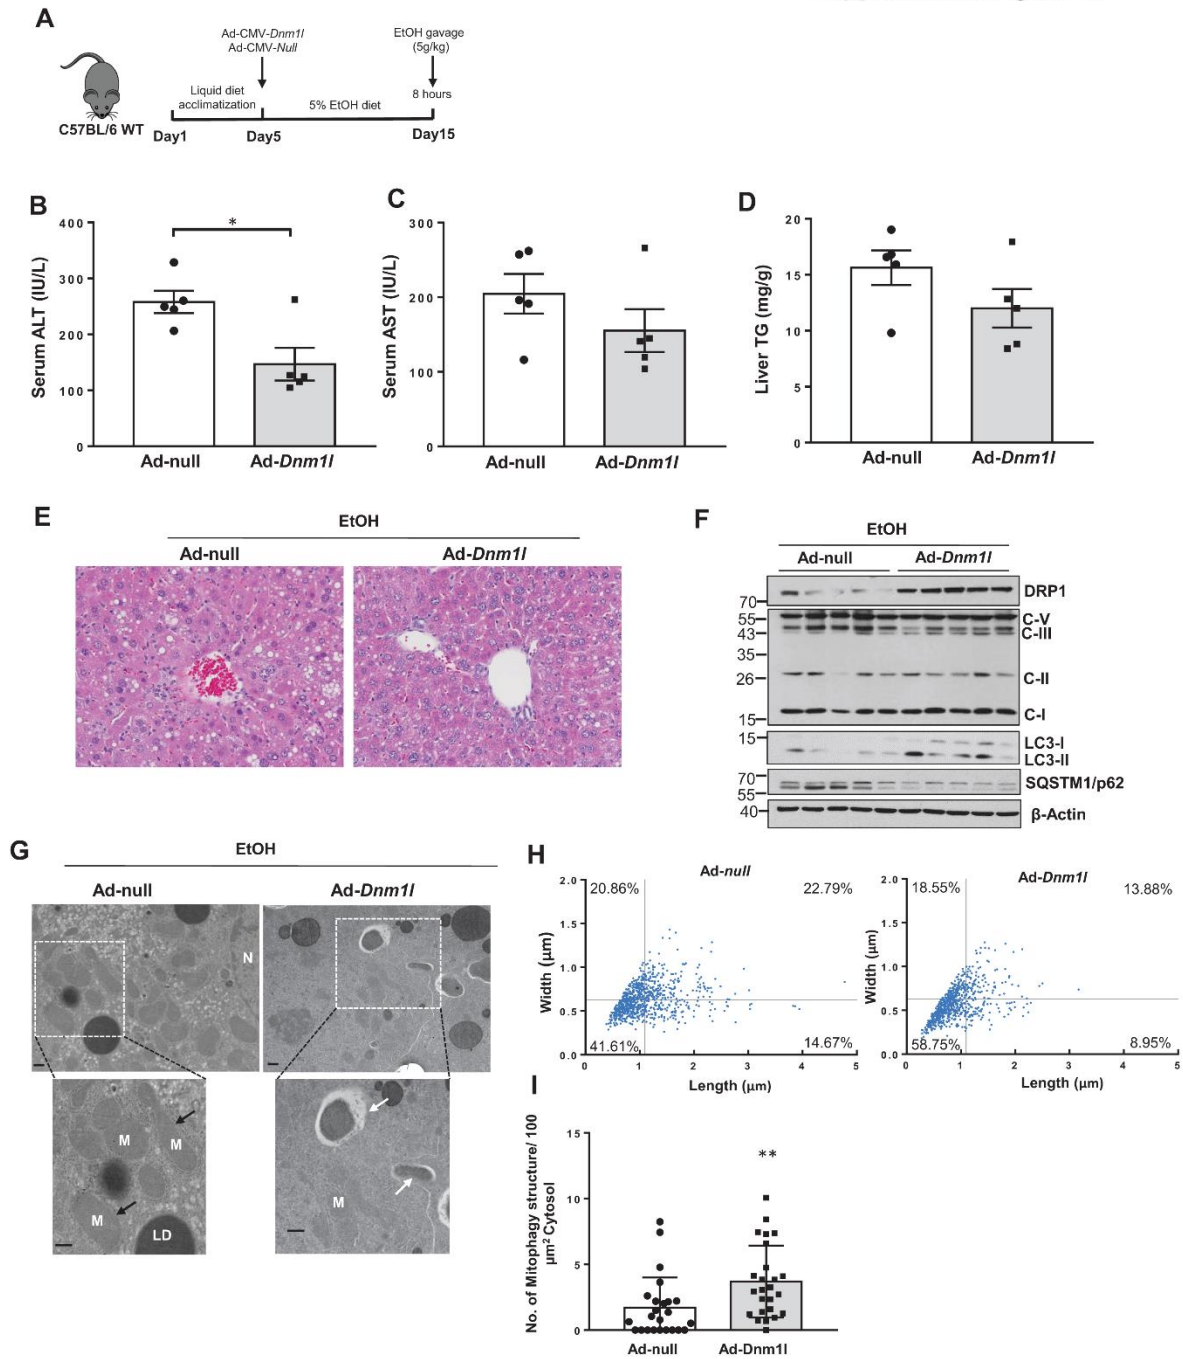 A
Ad-CMV-Dnm1l
Ad-CMV-Null
EtOH gavage
(5g/kg)
Liquid diet
acclimatization
5% EtOH diet
8 hours
C57BL/6 WT
Day1
Day5
Day15
B
Serum ALT (IU/L)
400
300
200
100
0
*
Ad-null
Ad-Dnm1l
C
Serum AST (IU/L)
300
200
100
0
Ad-null
Ad-Dnm1l
D
Liver TG (mg/g)
20
15
10
5
0
Ad-null
Ad-Dnm1l
E
EtOH
Ad-null
Ad-Dnm1l
F
EtOH
Ad-null
Ad-Dnm1l
70
DRP1
55
43
35
26
15
C-V
C-III
C-II
C-I
15
LC3-I
LC3-II
70
55
SQSTM1/p62
40
β-Actin
G
EtOH
Ad-null
Ad-Dnm1l
N
M
M
M
LD
M
H
Ad-null
20.86%
22.79%
41.61%
14.67%
Width (μm)
2.0
1.5
1.0
0.5
0.0
0 1 2 3 4 5
Length (μm)
Ad-Dnm1l
18.55%
13.88%
58.75%
8.95%
Width (μm)
2.0
1.5
1.0
0.5
0.0
0 1 2 3 4 5
Length (μm)
I
No. of Mitophagy structure/ 100
μm² Cytosol
15
10
5
0
**
Ad-null
Ad-Dnm1l